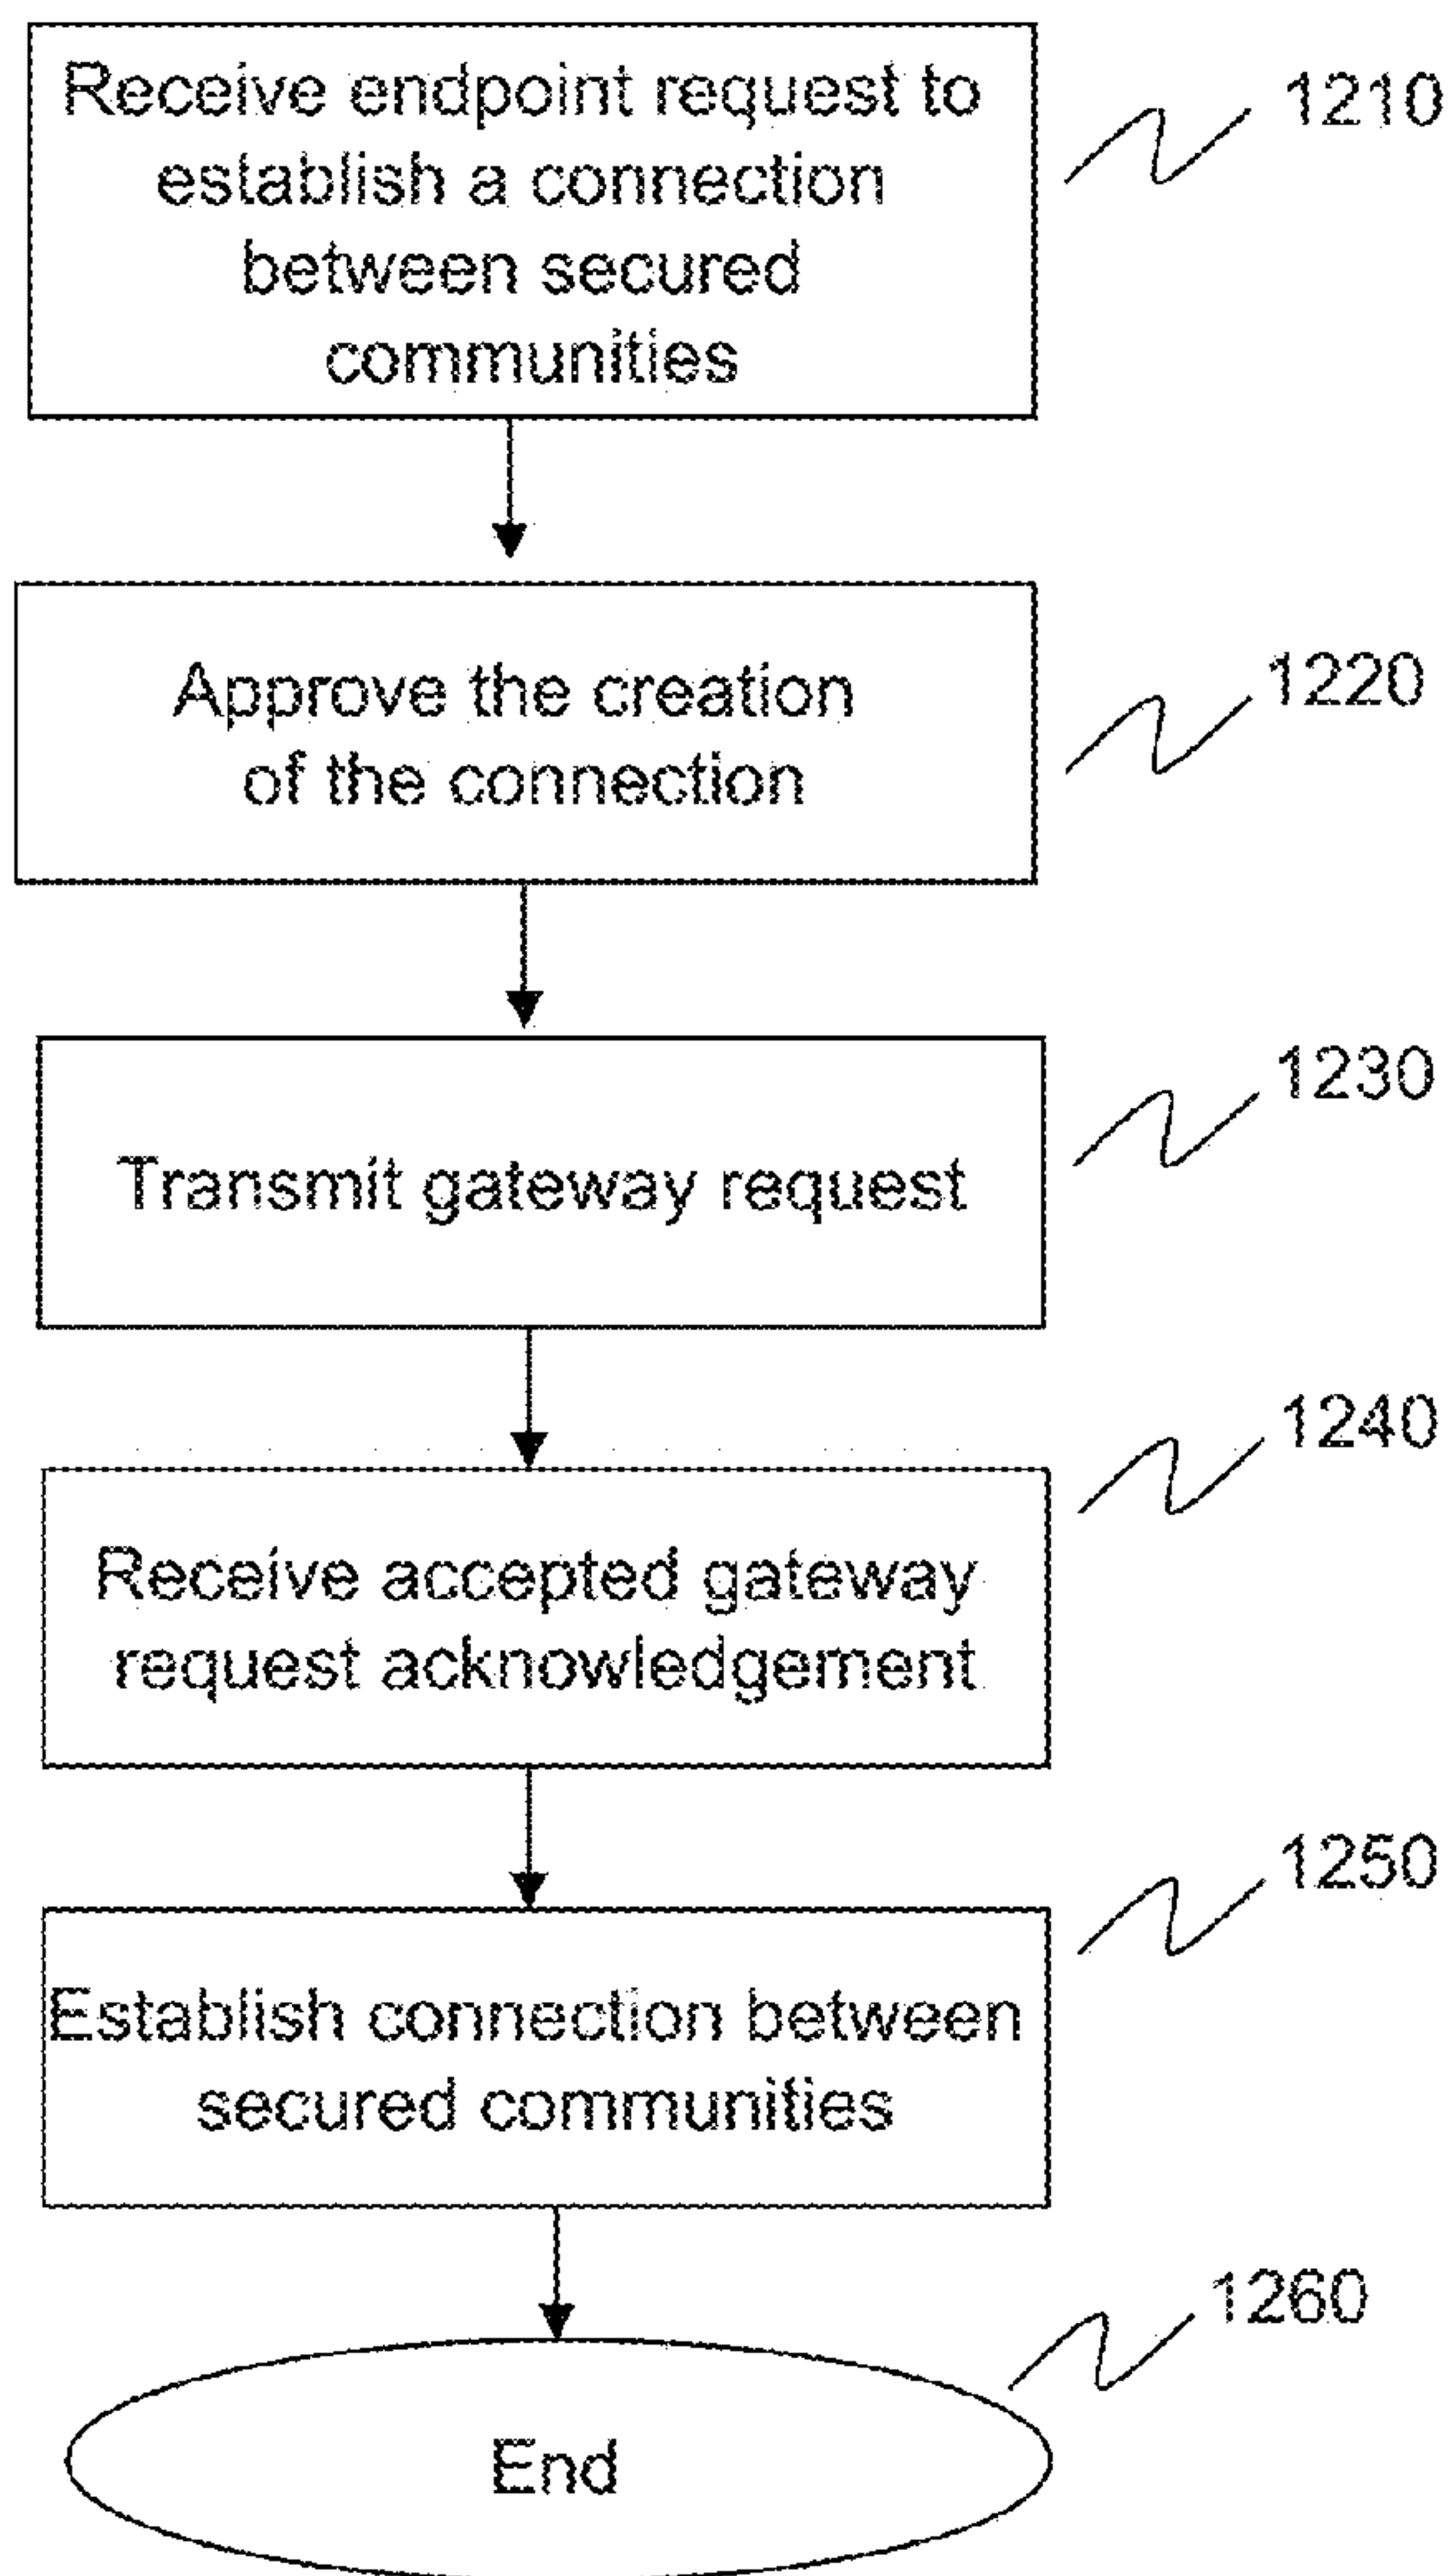 Receive endpoint request to
establish a connection
between secured
communities
1210
Approve the creation
of the connection
1220
Transmit gateway request
1230
Receive accepted gateway
request acknowledgement
1240
Establish connection between
secured communities
1250
End
1260